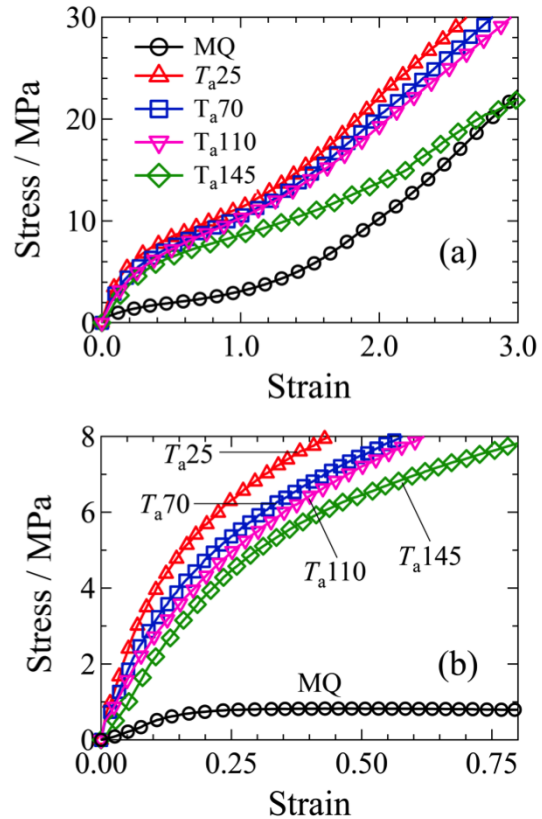 30
20
10
0
Stress / MPa
MQ
Ta25
Ta70
Ta110
Ta145
(a)
0.0 1.0 2.0 3.0
Strain
8
6
4
2
0
Stress / MPa
Ta25
Ta70
Ta110
Ta145
MQ
(b)
0.00 0.25 0.50 0.75
Strain